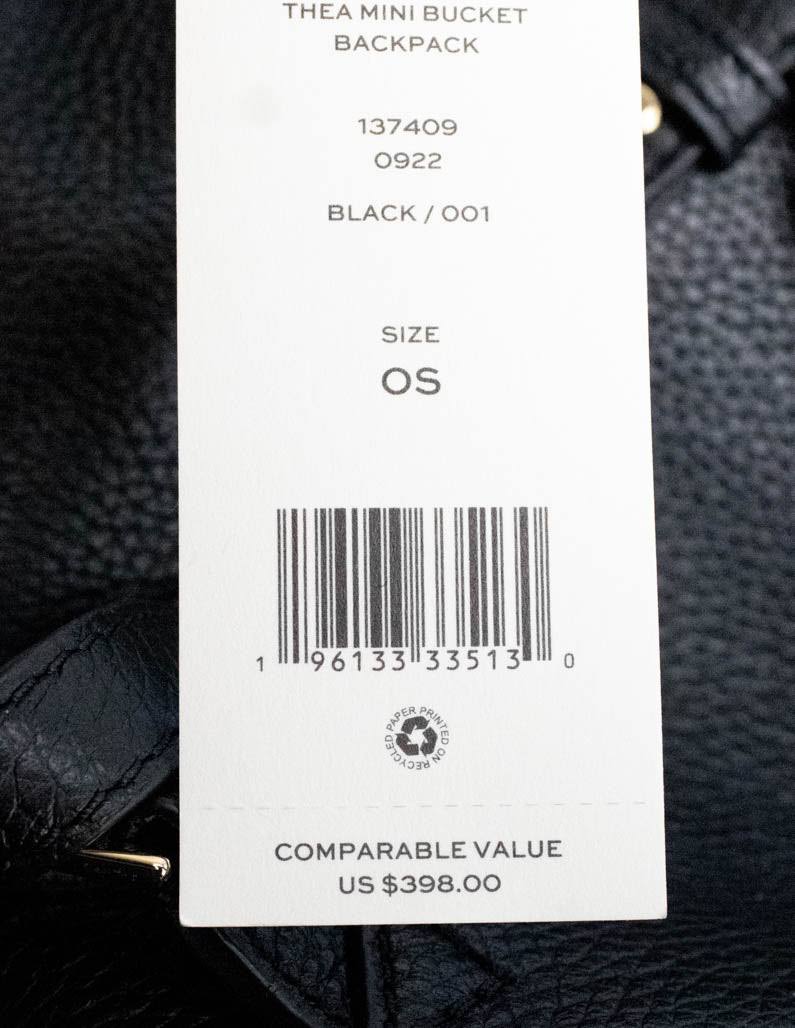 THEA MINI BUCKET
BACKPACK
137409
0922
BLACK / 001
SIZE
OS
1 96133 33513 0
RECYCLED PAPER PRINTED ON
COMPARABLE VALUE
US $398.00